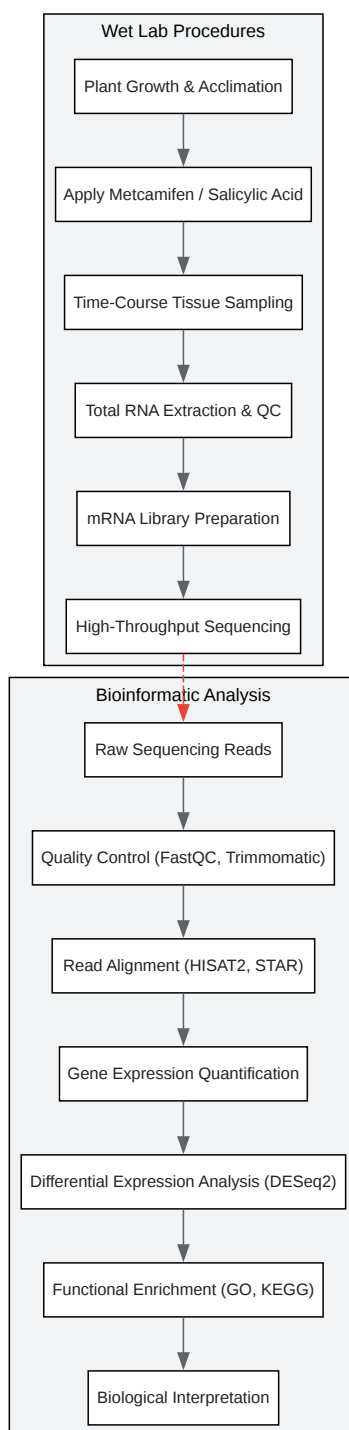 Wet Lab Procedures
Plant Growth & Acclimation
Apply Metcamifen / Salicylic Acid
Time-Course Tissue Sampling
Total RNA Extraction & QC
mRNA Library Preparation
High-Throughput Sequencing
Bioinformatic Analysis
Raw Sequencing Reads
Quality Control (FastQC, Trimmomatic)
Read Alignment (HISAT2, STAR)
Gene Expression Quantification
Differential Expression Analysis (DESeq2)
Functional Enrichment (GO, KEGG)
Biological Interpretation